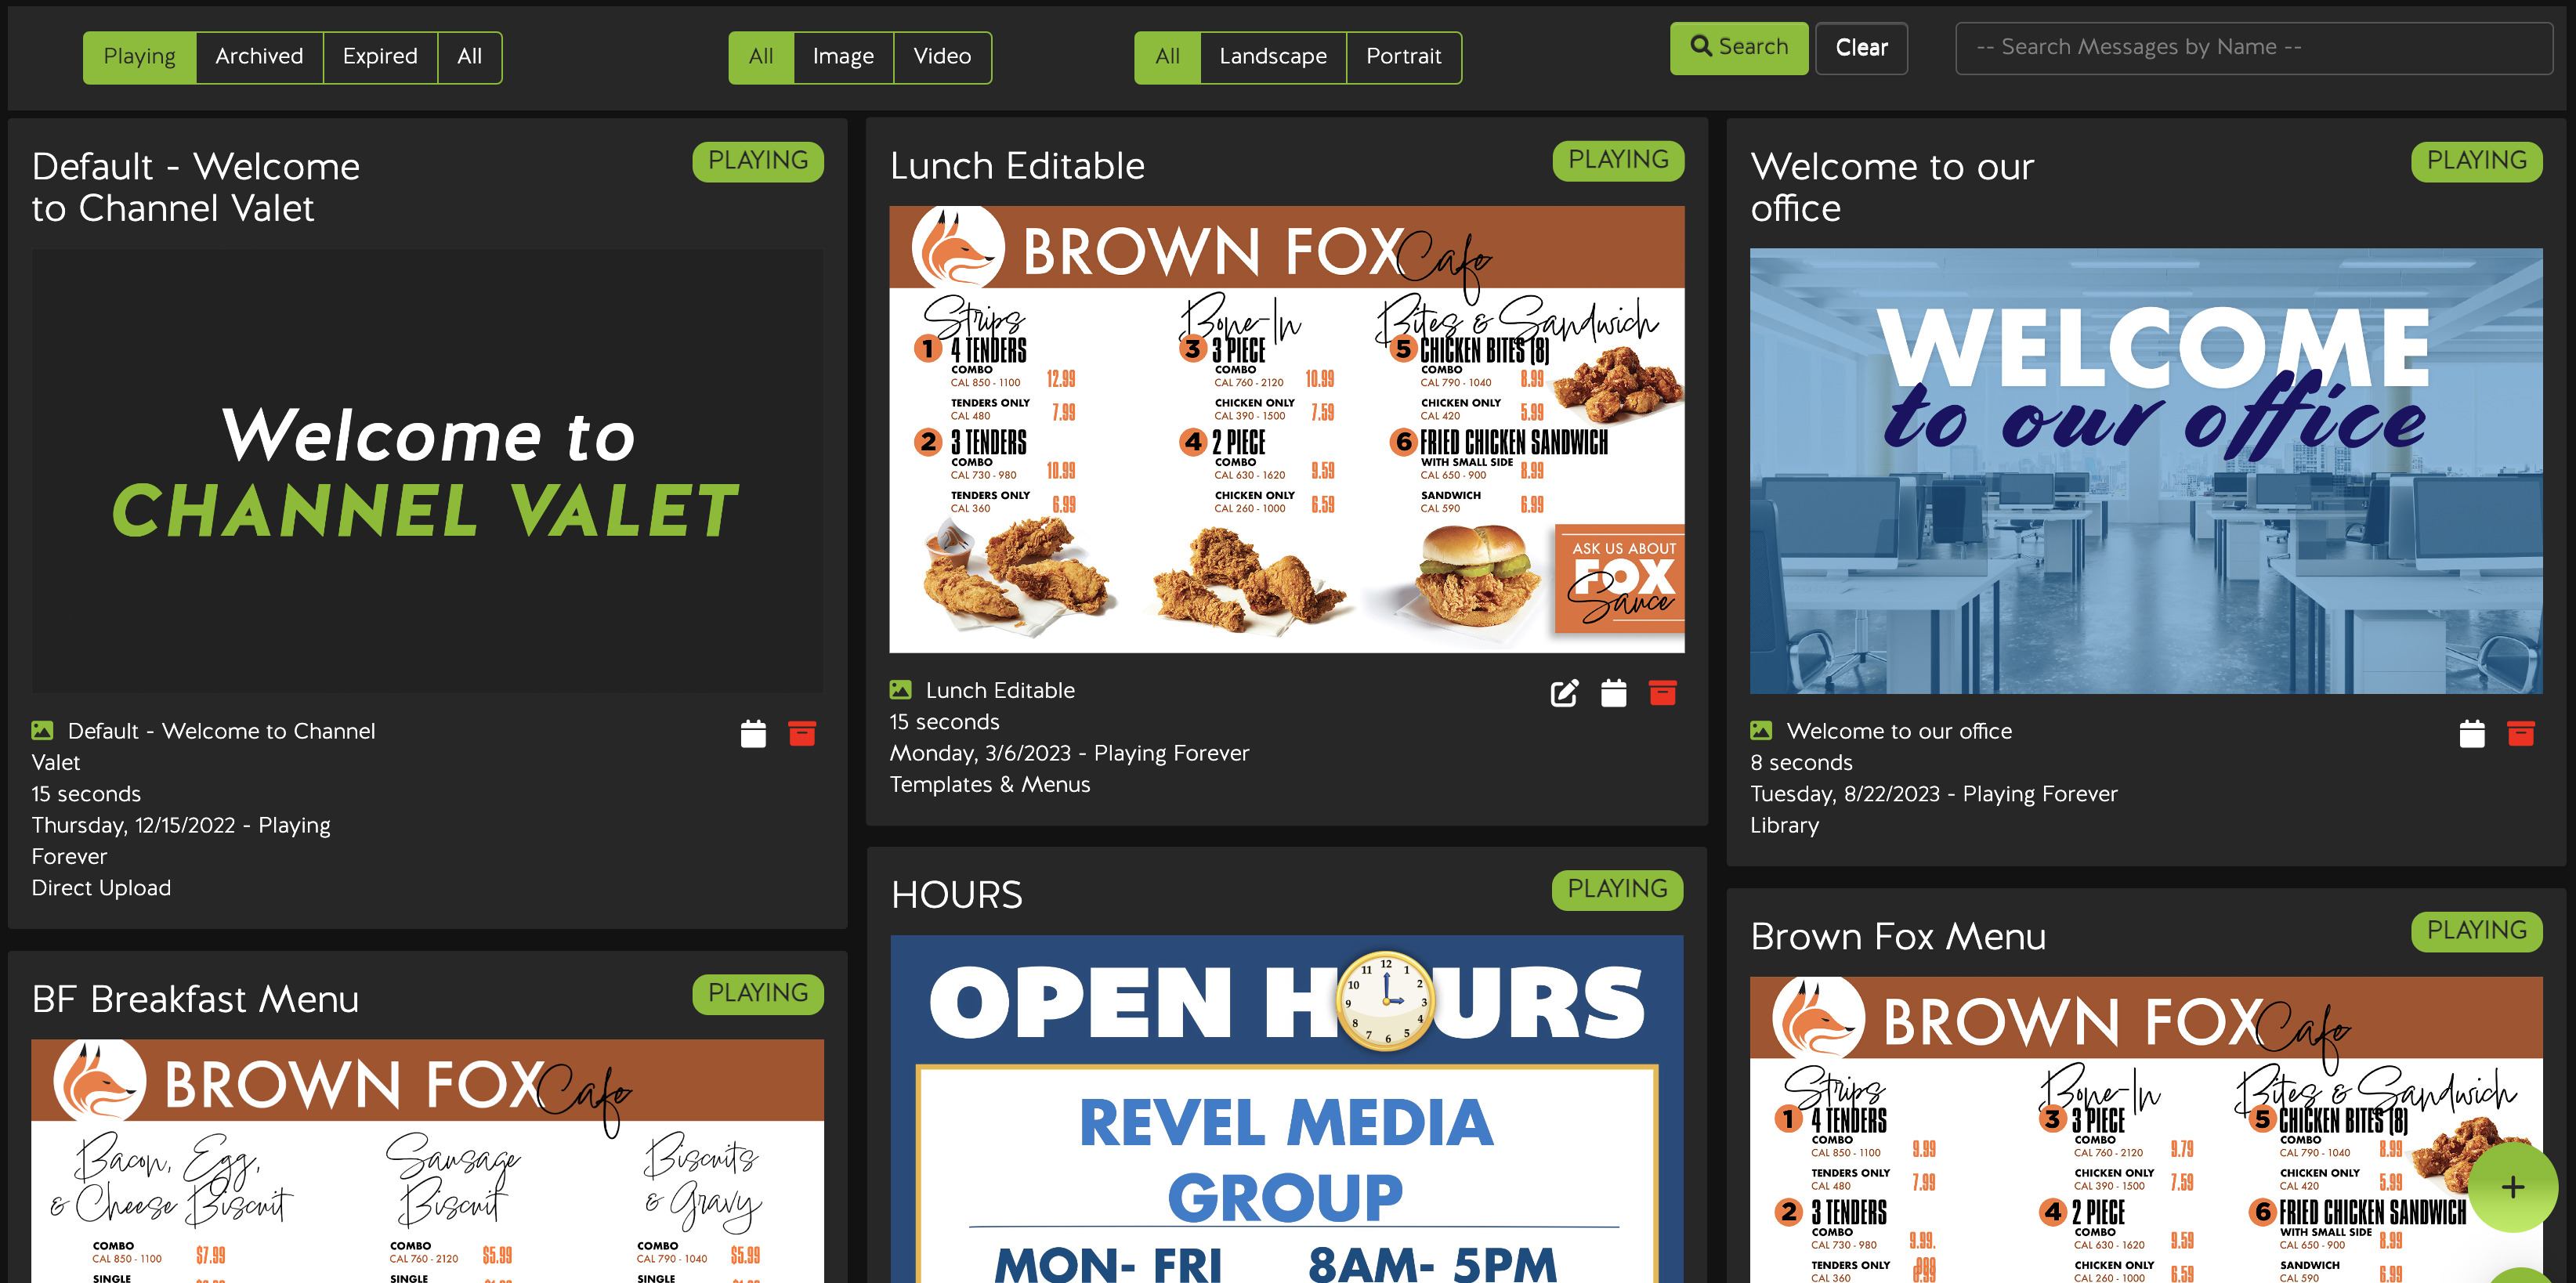 Playing Archived Expired All
All Image Video
All Landscape Portrait
Search Clear -- Search Messages by Name --
Default - Welcome
to Channel Valet
PLAYING
Welcome to
CHANNEL VALET
Default - Welcome to Channel
Valet
15 seconds
Thursday, 12/15/2022 - Playing
Forever
Direct Upload
BF Breakfast Menu
PLAYING
BROWN FOX Cafe
Bacon, Egg,
& Cheese Biscuit
COMBO
CAL 850 - 1100 $7.99
SINGLE
Sausage
Biscuit
COMBO
CAL 760 - 2120 $5.99
SINGLE
Biscuits
& Gravy
COMBO
CAL 790 - 1040 $5.99
SINGLE
Lunch Editable
PLAYING
BROWN FOX Cafe
Strips
1 4 TENDERS
COMBO
CAL 850 - 1100 12.99
TENDERS ONLY
CAL 480 7.99
2 3 TENDERS
COMBO
CAL 730 - 980 10.99
TENDERS ONLY
CAL 360 6.99
Bone-In
3 3 PIECE
COMBO
CAL 760 - 2120 10.99
CHICKEN ONLY
CAL 390 - 1500 7.59
4 2 PIECE
COMBO
CAL 630 - 1620 9.59
CHICKEN ONLY
CAL 260 - 1000 6.59
Bites & Sandwich
5 CHICKEN BITES (8)
COMBO
CAL 790 - 1040 8.99
CHICKEN ONLY
CAL 420 5.99
6 FRIED CHICKEN SANDWICH
WITH SMALL SIDE
CAL 650 - 900 8.99
SANDWICH
CAL 590 6.99
ASK US ABOUT
FOX
Sauce
Lunch Editable
15 seconds
Monday, 3/6/2023 - Playing Forever
Templates & Menus
HOURS
PLAYING
OPEN HOURS
12
1
2
3
4
5
6
7
8
9
10
11
REVEL MEDIA
GROUP
MON- FRI 8AM- 5PM
Welcome to our
office
PLAYING
WELCOME
to our office
Welcome to our office
8 seconds
Tuesday, 8/22/2023 - Playing Forever
Library
Brown Fox Menu
PLAYING
BROWN FOX Cafe
Strips
1 4 TENDERS
COMBO
CAL 850 - 1100 9.99
TENDERS ONLY
CAL 480 7.99
2 3 TENDERS
COMBO
CAL 730 - 980 9.99.
TENDERS ONLY
CAL 360
Bone-In
3 3 PIECE
COMBO
CAL 760 - 2120 9.79
CHICKEN ONLY
CAL 390 - 1500 7.59
4 2 PIECE
COMBO
CAL 630 - 1620 9.59
CHICKEN ONLY
CAL 260 - 1000 6.59
Bites & Sandwich
5 CHICKEN BITES (8)
COMBO
CAL 790 - 1040 8.99
CHICKEN ONLY
CAL 420 5.99
6 FRIED CHICKEN SANDWICH
WITH SMALL SIDE
CAL 650 - 900 8.99
SANDWICH
CAL 590 6.99
+